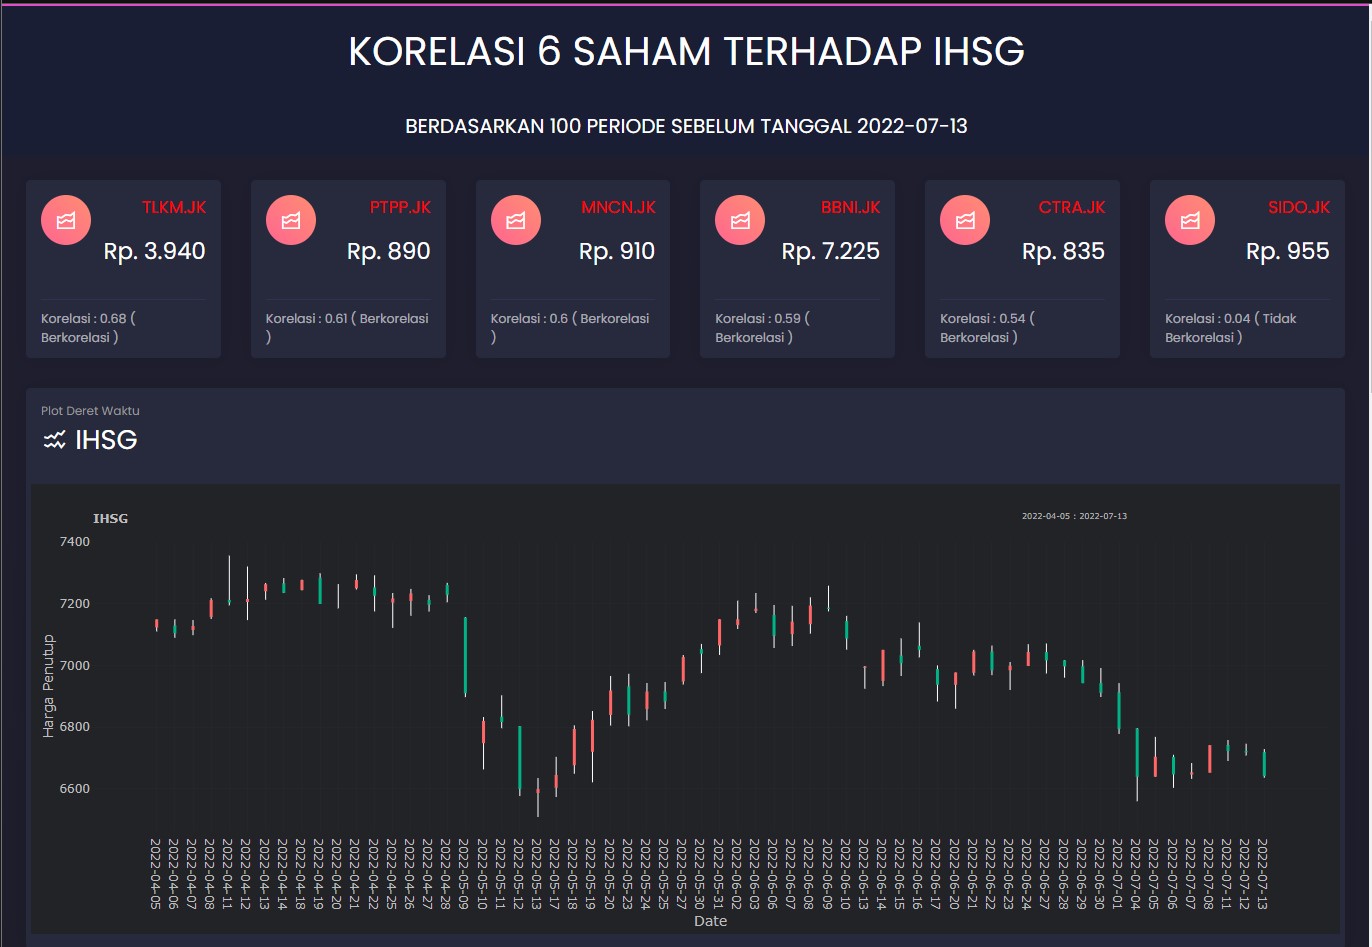 KORELASI 6 SAHAM TERHADAP IHSG
BERDASARKAN 100 PERIODE SEBELUM TANGGAL 2022-07-13
TLKM.JK
Rp. 3.940
Korelasi : 0.68 (
Berkorelasi )
PTPP.JK
Rp. 890
Korelasi : 0.61 ( Berkorelasi
)
MNCN.JK
Rp. 910
Korelasi : 0.6 ( Berkorelasi
)
BBNI.JK
Rp. 7.225
Korelasi : 0.59 (
Berkorelasi )
CTRA.JK
Rp. 835
Korelasi : 0.54 (
Berkorelasi )
SIDO.JK
Rp. 955
Korelasi : 0.04 ( Tidak
Berkorelasi )
Plot Deret Waktu
IHSG
IHSG
2022-04-05 : 2022-07-13
Harga Penutup
7400
7200
7000
6800
6600
2022-04-05
2022-04-06
2022-04-07
2022-04-08
2022-04-11
2022-04-12
2022-04-13
2022-04-14
2022-04-18
2022-04-19
2022-04-20
2022-04-21
2022-04-22
2022-04-25
2022-04-26
2022-04-27
2022-04-28
2022-05-09
2022-05-10
2022-05-11
2022-05-12
2022-05-13
2022-05-17
2022-05-18
2022-05-19
2022-05-20
2022-05-23
2022-05-24
2022-05-25
2022-05-27
2022-05-30
2022-05-31
2022-06-02
2022-06-03
2022-06-06
2022-06-07
2022-06-08
2022-06-09
2022-06-10
2022-06-13
2022-06-14
2022-06-15
2022-06-16
2022-06-17
2022-06-20
2022-06-21
2022-06-22
2022-06-23
2022-06-24
2022-06-27
2022-06-28
2022-06-29
2022-06-30
2022-07-01
2022-07-04
2022-07-05
2022-07-06
2022-07-07
2022-07-08
2022-07-11
2022-07-12
2022-07-13
Date